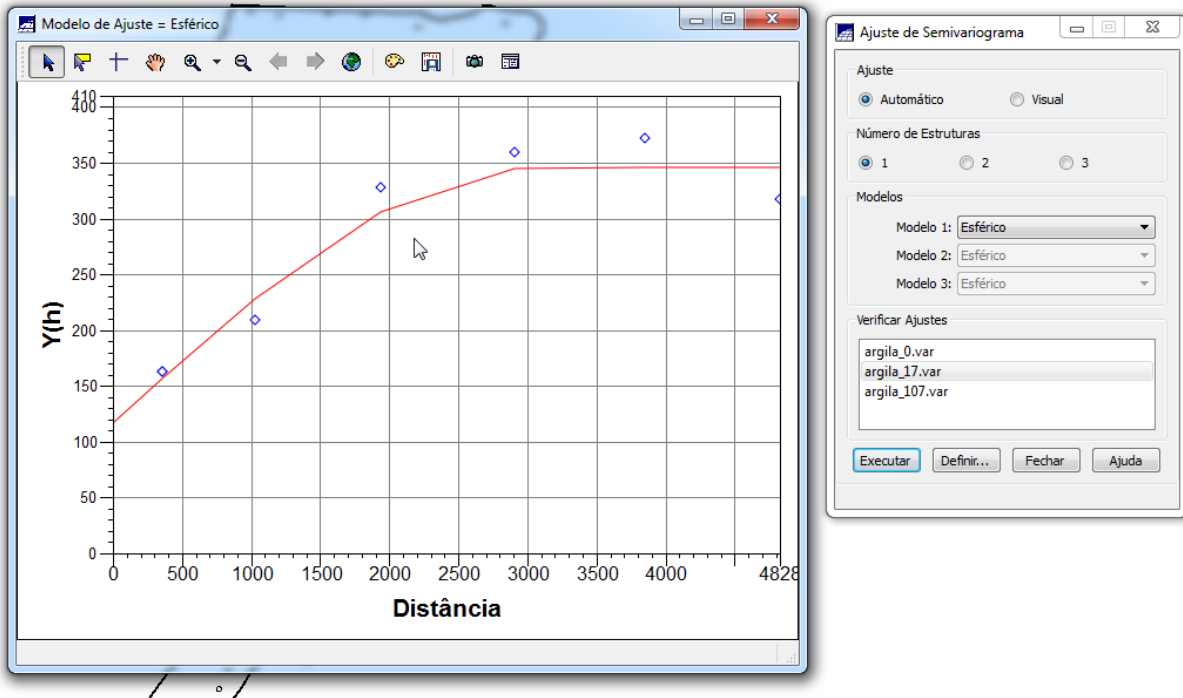 Modelo de Ajuste = Esférico
410
400
350
300
250
200
150
100
50
0
Y(h)
0 500 1000 1500 2000 2500 3000 3500 4000 4828
Distância
Ajuste de Semivariograma
Ajuste
Automático Visual
Número de Estruturas
1 2 3
Modelos
Modelo 1: Esférico
Modelo 2: Esférico
Modelo 3: Esférico
Verificar Ajustes
argila_0.var
argila_17.var
argila_107.var
Executar Definir... Fechar Ajuda